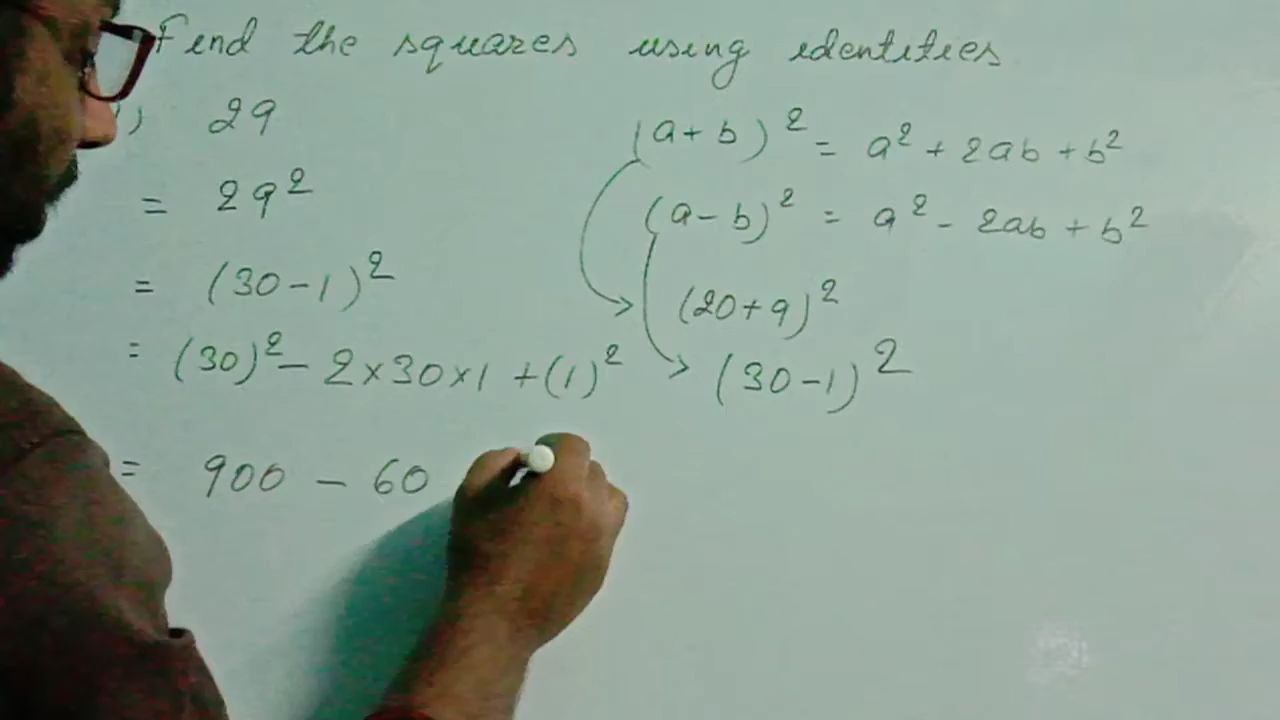 Find the squares using identities
) 29
(a+b)² = a² + 2ab + b²
= 29²
(a-b)² = a² - 2ab + b²
= (30-1)²
(20+9)²
= (30)² - 2×30×1 + (1)²
(30-1)²
= 900 - 60